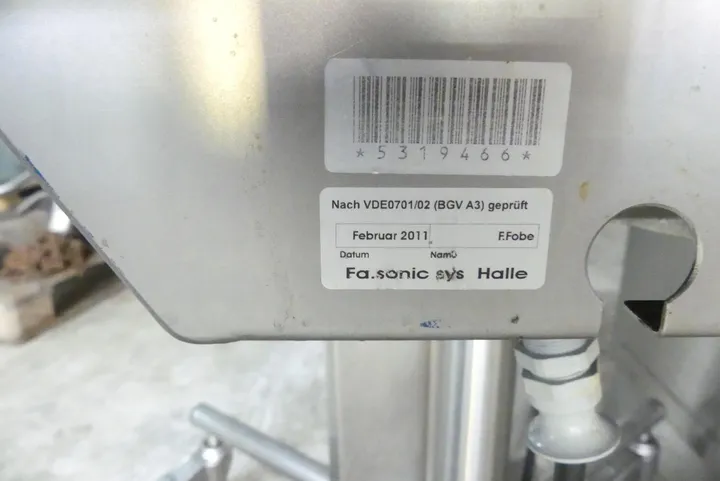 *5319466*
Nach VDE0701/02 (BGV A3) geprüft
Februar 2011 F.Fobe
Datum Name
Fa.sonic sys Halle